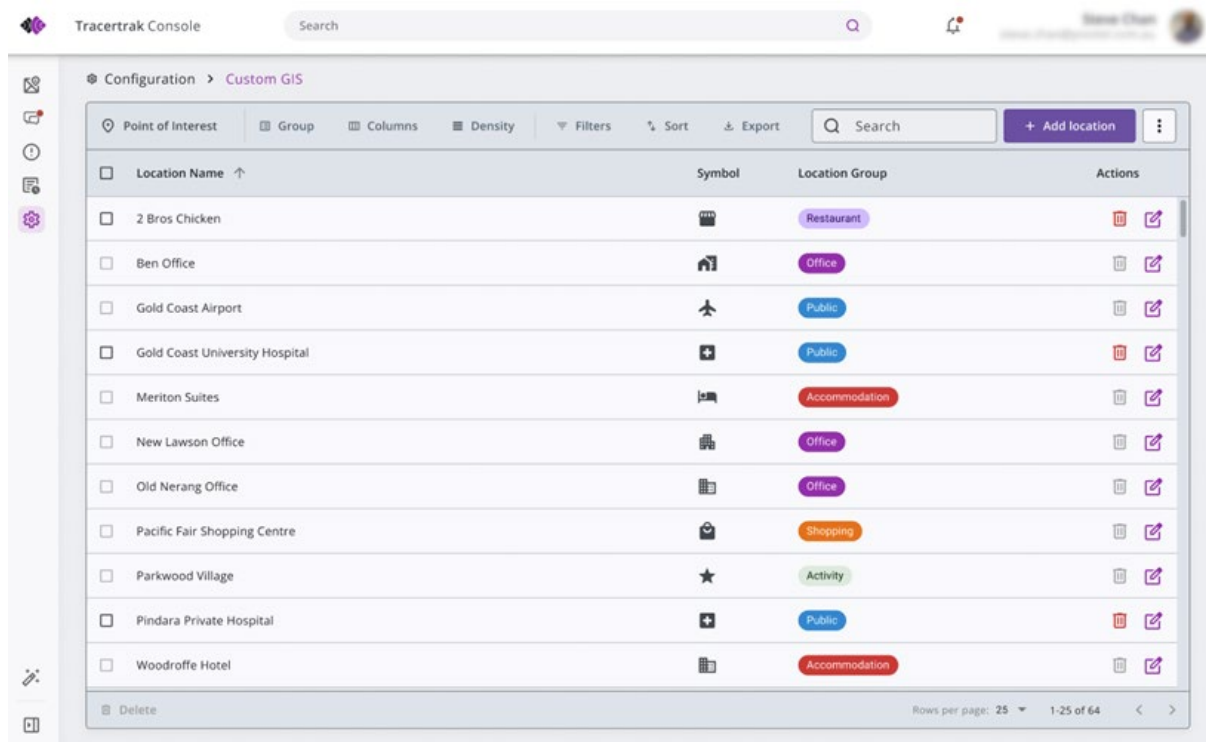 Tracertrak Console Search
Configuration > Custom GIS
Point of Interest Group Columns Density Filters Sort Export Search + Add location
Location Name ↑ Symbol Location Group Actions
2 Bros Chicken Restaurant
Ben Office Office
Gold Coast Airport Public
Gold Coast University Hospital Public
Meriton Suites Accommodation
New Lawson Office Office
Old Nerang Office Office
Pacific Fair Shopping Centre Shopping
Parkwood Village Activity
Pindara Private Hospital Public
Woodroffe Hotel Accommodation
Delete Rows per page: 25 1-25 of 64 < >